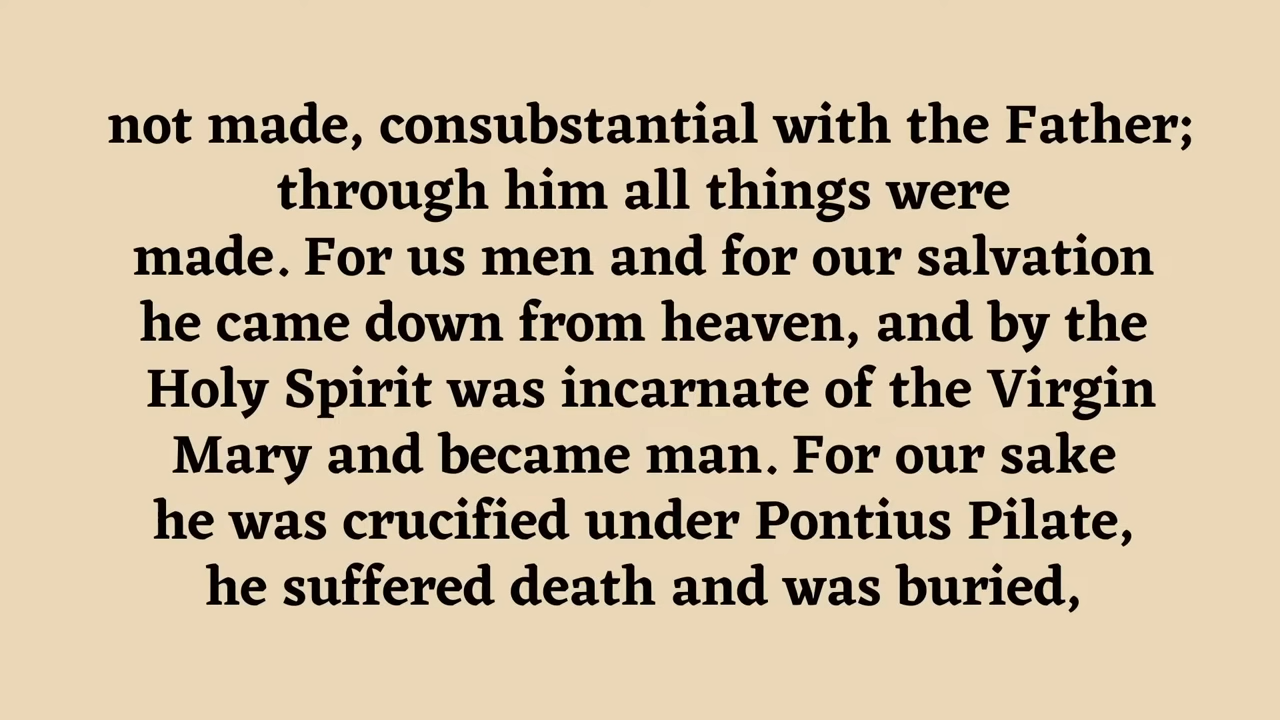 not made, consubstantial with the Father;
through him all things were
made. For us men and for our salvation
he came down from heaven, and by the
Holy Spirit was incarnate of the Virgin
Mary and became man. For our sake
he was crucified under Pontius Pilate,
he suffered death and was buried,